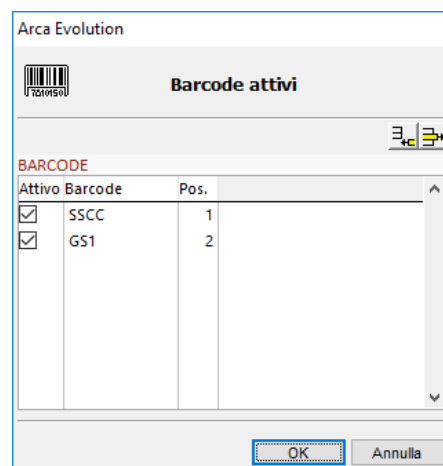 Arca Evolution
Barcode attivi
BARCODE
Attivo Barcode Pos.
SSCC 1
GS1 2
OK Annulla